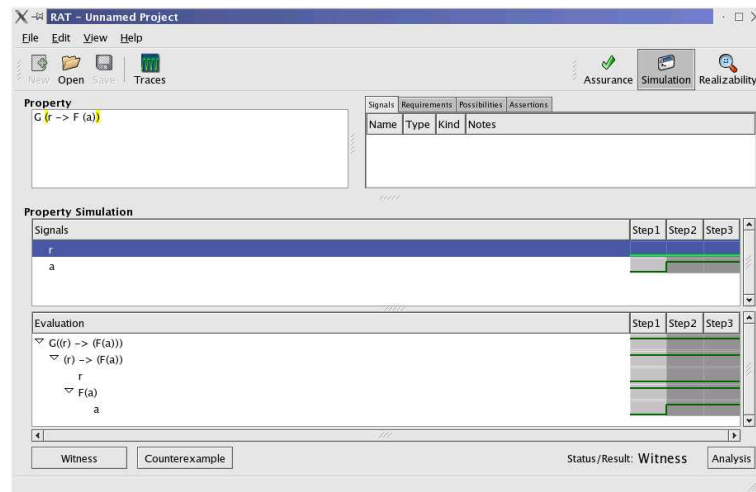 RAT - Unnamed Project
File Edit View Help
New Open Save Traces Assurance Simulation Realizability
Property
G (r -> F (a))
Signals Requirements Possibilities Assertions
Name Type Kind Notes
Property Simulation
Signals Step1 Step2 Step3
r
a
Evaluation Step1 Step2 Step3
G((r) -> (F(a)))
(r) -> (F(a))
r
F(a)
a
Witness Counterexample Status/Result: Witness Analysis